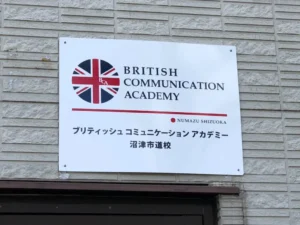 BCA
BRITISH
COMMUNICATION
ACADEMY
NUMAZU SHIZUOKA
ブリティッシュ コミュニケーション アカデミー
沼津市道校